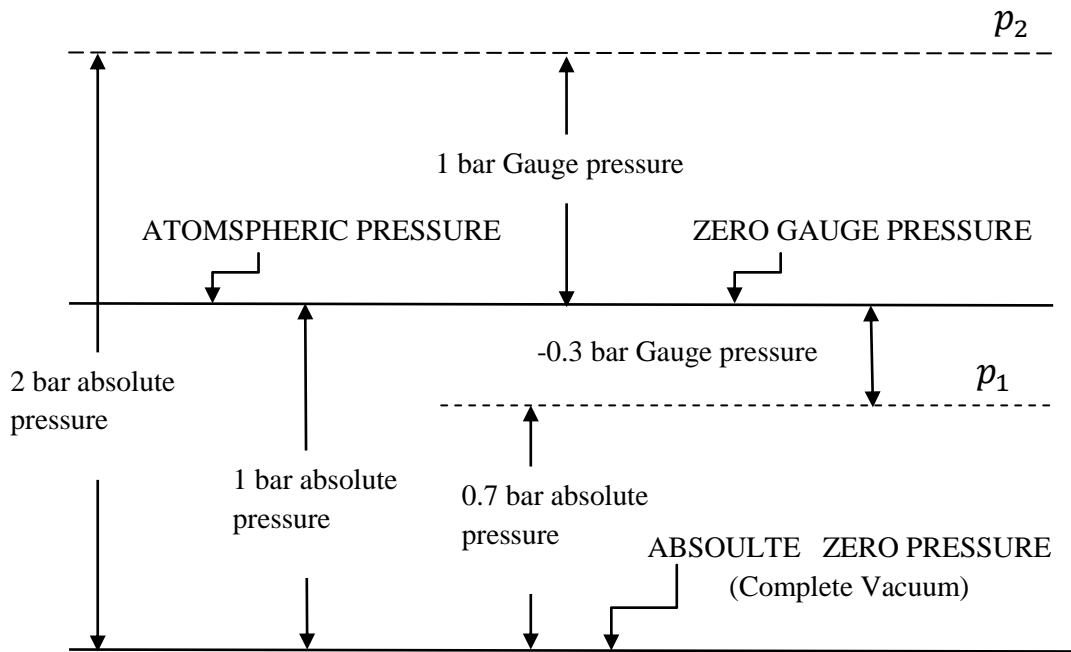 p₂
1 bar Gauge pressure
ATOMSPHERIC PRESSURE
ZERO GAUGE PRESSURE
-0.3 bar Gauge pressure
2 bar absolute
pressure
p₁
1 bar absolute
pressure
0.7 bar absolute
pressure
ABSOULTE ZERO PRESSURE
(Complete Vacuum)